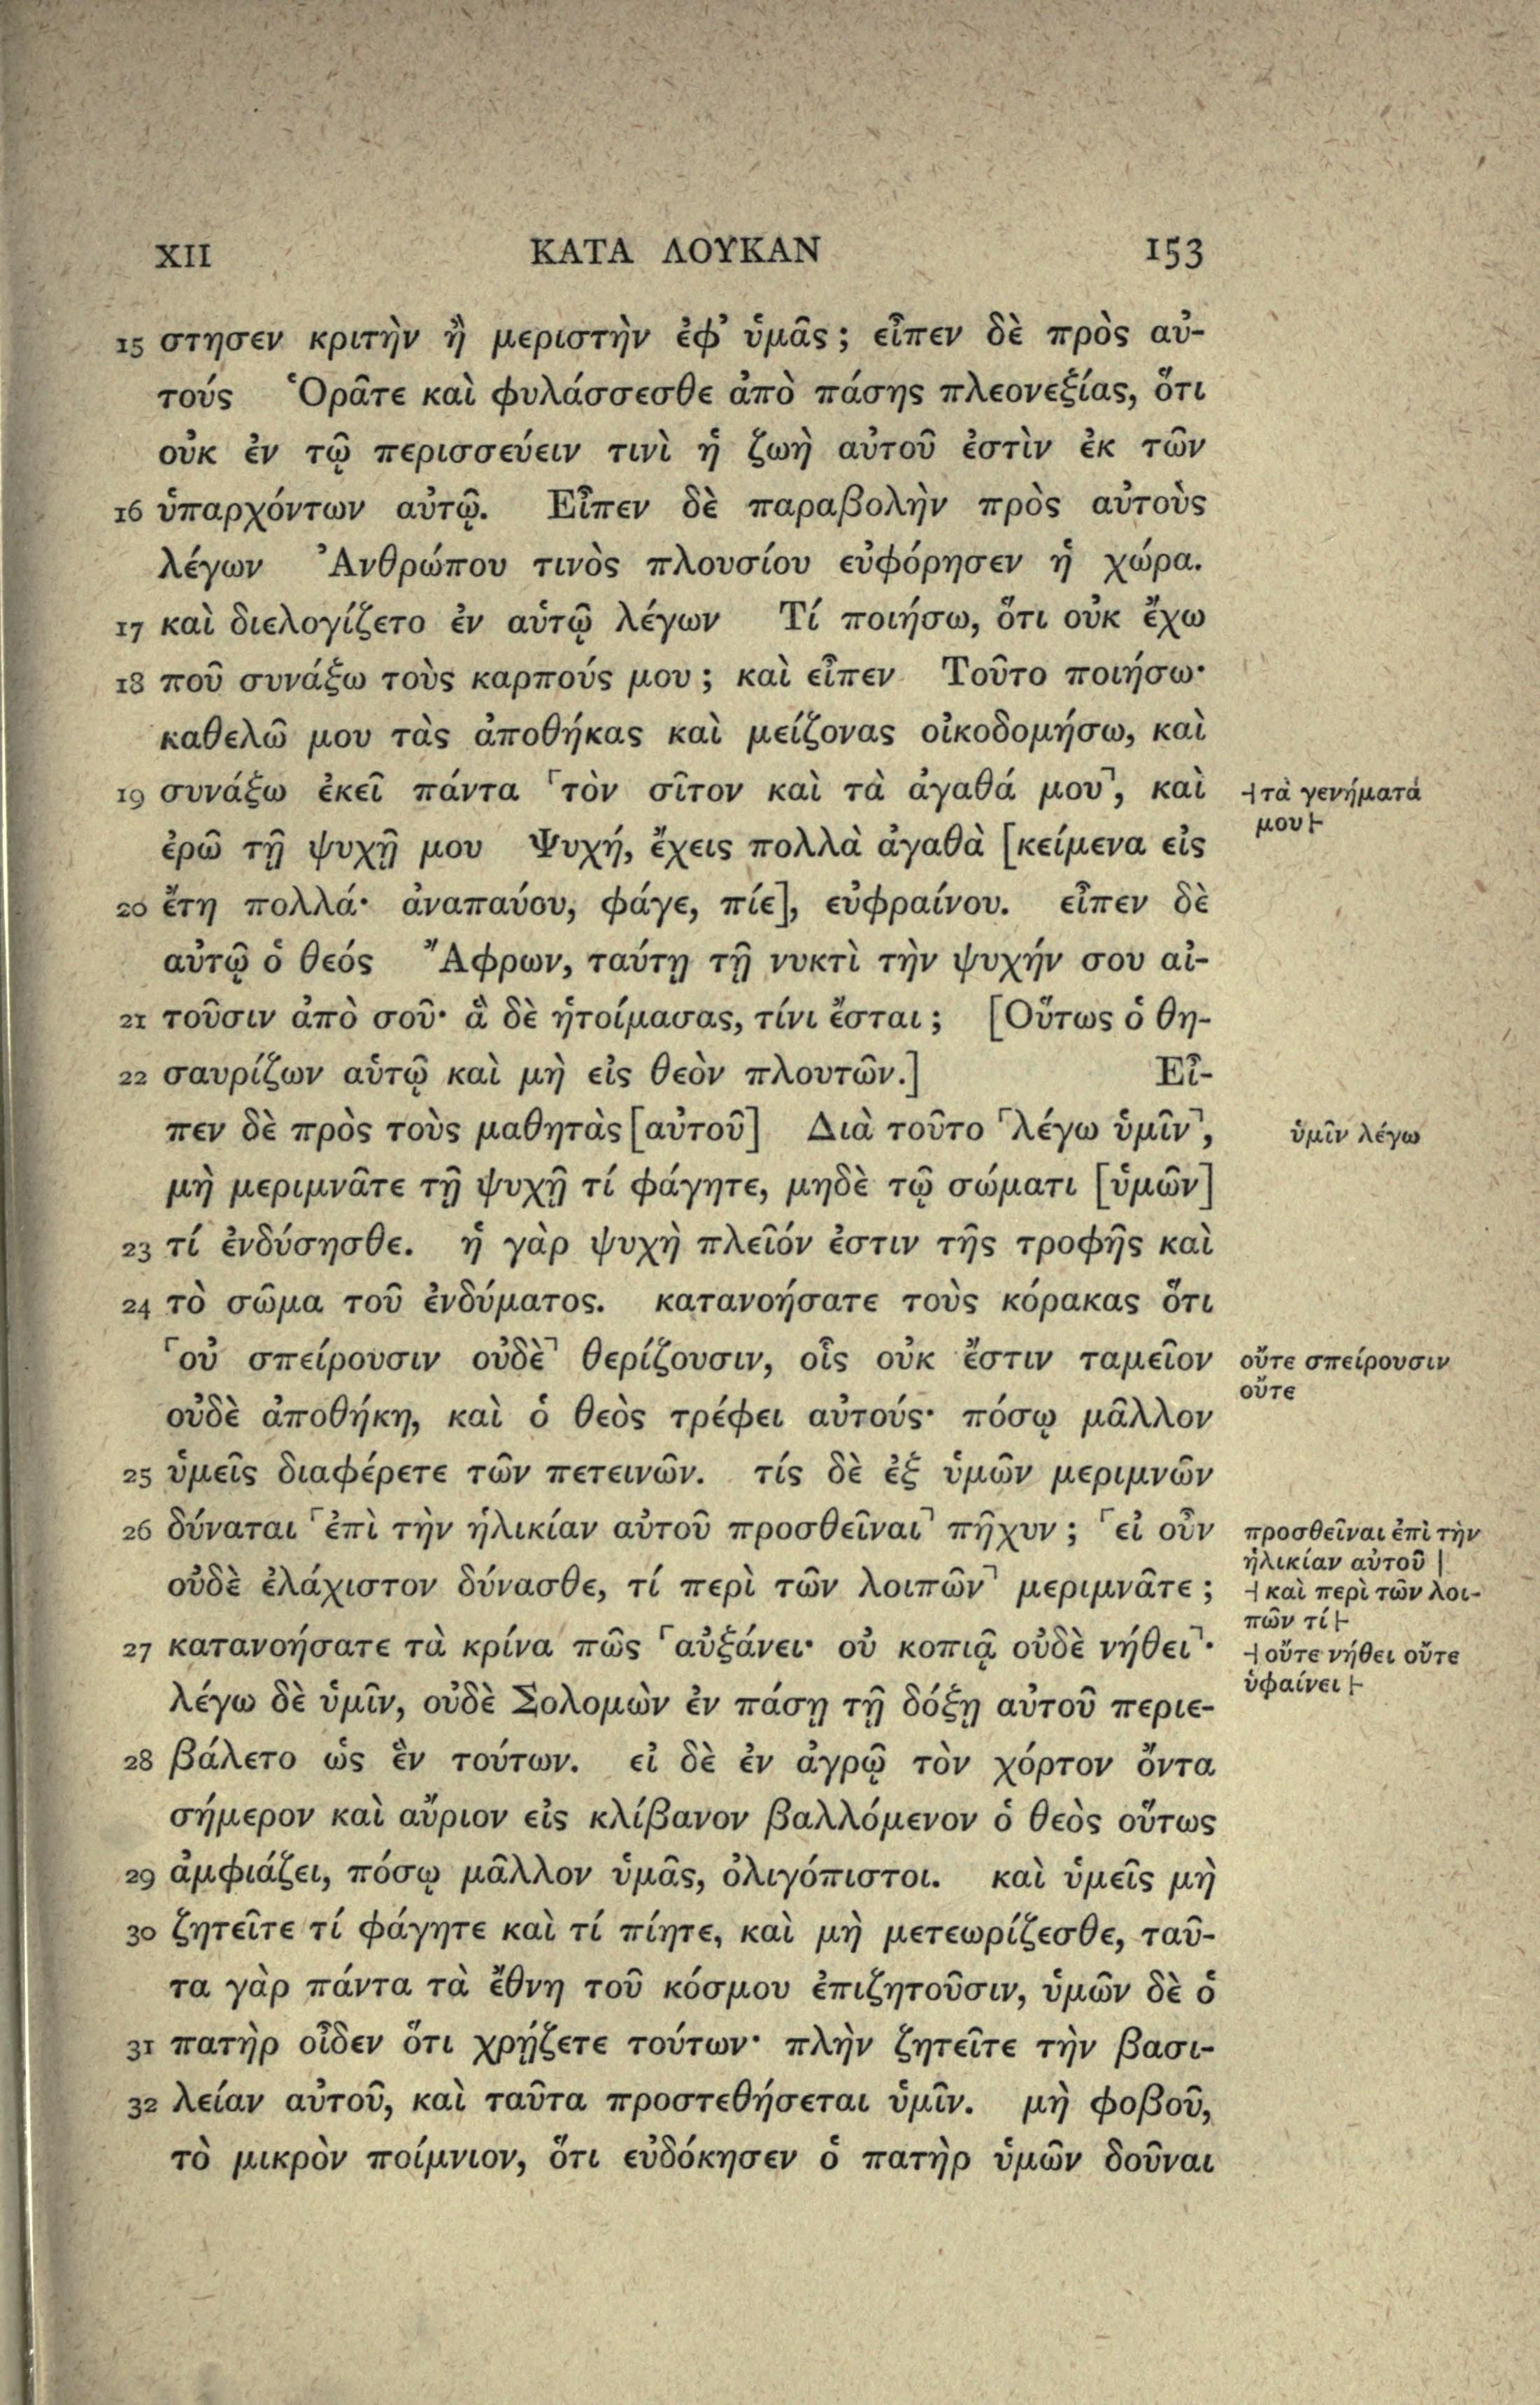 XII ΚΑΤΑ ΛΟΥΚΑΝ 153
15 στησεν κριτὴν ἢ μεριστὴν ἐφ' ὑμᾶς; εἶπεν δὲ πρὸς αὐ-
τούς Ὁρᾶτε καὶ φυλάσσεσθε ἀπὸ πάσης πλεονεξίας, ὅτι
οὐκ ἐν τῷ περισσεύειν τινὶ ἡ ζωὴ αὐτοῦ ἐστὶν ἐκ τῶν
16 ὑπαρχόντων αὐτῷ. Εἶπεν δὲ παραβολὴν πρὸς αὐτοὺς
λέγων Ἀνθρώπου τινὸς πλουσίου εὐφόρησεν ἡ χώρα.
17 καὶ διελογίζετο ἐν αὑτῷ λέγων Τί ποιήσω, ὅτι οὐκ ἔχω
18 ποῦ συνάξω τοὺς καρπούς μου; καὶ εἶπεν Τοῦτο ποιήσω·
καθελῶ μου τὰς ἀποθήκας καὶ μείζονας οἰκοδομήσω, καὶ
19 συνάξω ἐκεῖ πάντα ⸀τὸν σῖτον καὶ τὰ ἀγαθά μου⸣, καὶ ⊣τὰ γενήματά
μου⊢
ἐρῶ τῇ ψυχῇ μου Ψυχή, ἔχεις πολλὰ ἀγαθὰ [κείμενα εἰς
20 ἔτη πολλά· ἀναπαύου, φάγε, πίε], εὐφραίνου. εἶπεν δὲ
αὐτῷ ὁ θεός Ἄφρων, ταύτῃ τῇ νυκτὶ τὴν ψυχήν σου αἰ-
21 τοῦσιν ἀπὸ σοῦ· ἃ δὲ ἡτοίμασας, τίνι ἔσται; [Οὕτως ὁ θη-
22 σαυρίζων αὑτῷ καὶ μὴ εἰς θεὸν πλουτῶν.] Εἶ-
πεν δὲ πρὸς τοὺς μαθητὰς [αὐτοῦ] Διὰ τοῦτο ⸀λέγω ὑμῖν⸣, ὑμῖν λέγω
μὴ μεριμνᾶτε τῇ ψυχῇ τί φάγητε, μηδὲ τῷ σώματι [ὑμῶν]
23 τί ἐνδύσησθε. ἡ γὰρ ψυχὴ πλεῖόν ἐστιν τῆς τροφῆς καὶ
24 τὸ σῶμα τοῦ ἐνδύματος. κατανοήσατε τοὺς κόρακας ὅτι
⸀οὐ σπείρουσιν οὐδὲ⸣ θερίζουσιν, οἷς οὐκ ἔστιν ταμεῖον οὔτε σπείρουσιν
οὔτε
οὐδὲ ἀποθήκη, καὶ ὁ θεὸς τρέφει αὐτούς· πόσῳ μᾶλλον
25 ὑμεῖς διαφέρετε τῶν πετεινῶν. τίς δὲ ἐξ ὑμῶν μεριμνῶν
26 δύναται ⸀ἐπὶ τὴν ἡλικίαν αὐτοῦ προσθεῖναι⸣ πῆχυν; ⸀εἰ οὖν προσθεῖναι ἐπὶ τὴν
ἡλικίαν αὐτοῦ |
οὐδὲ ἐλάχιστον δύνασθε, τί περὶ τῶν λοιπῶν⸣ μεριμνᾶτε; ⊣καὶ περὶ τῶν λοι-
πῶν τί⊢
27 κατανοήσατε τὰ κρίνα πῶς ⸀αὐξάνει· οὐ κοπιᾷ οὐδὲ νήθει⸣· ⊣οὔτε νήθει οὔτε
ὑφαίνει⊢
λέγω δὲ ὑμῖν, οὐδὲ Σολομὼν ἐν πάσῃ τῇ δόξῃ αὐτοῦ περιε-
28 βάλετο ὡς ἓν τούτων. εἰ δὲ ἐν ἀγρῷ τὸν χόρτον ὄντα
σήμερον καὶ αὔριον εἰς κλίβανον βαλλόμενον ὁ θεὸς οὕτως
29 ἀμφιάζει, πόσῳ μᾶλλον ὑμᾶς, ὀλιγόπιστοι. καὶ ὑμεῖς μὴ
30 ζητεῖτε τί φάγητε καὶ τί πίητε, καὶ μὴ μετεωρίζεσθε, ταῦ-
τα γὰρ πάντα τὰ ἔθνη τοῦ κόσμου ἐπιζητοῦσιν, ὑμῶν δὲ ὁ
31 πατὴρ οἶδεν ὅτι χρῄζετε τούτων· πλὴν ζητεῖτε τὴν βασι-
32 λείαν αὐτοῦ, καὶ ταῦτα προστεθήσεται ὑμῖν. μὴ φοβοῦ,
τὸ μικρὸν ποίμνιον, ὅτι εὐδόκησεν ὁ πατὴρ ὑμῶν δοῦναι